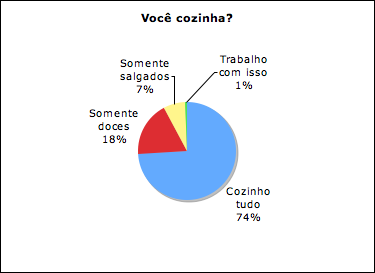 Você cozinha?
Somente
salgados
7%
Trabalho
com isso
1%
Somente
doces
18%
Cozinho
tudo
74%